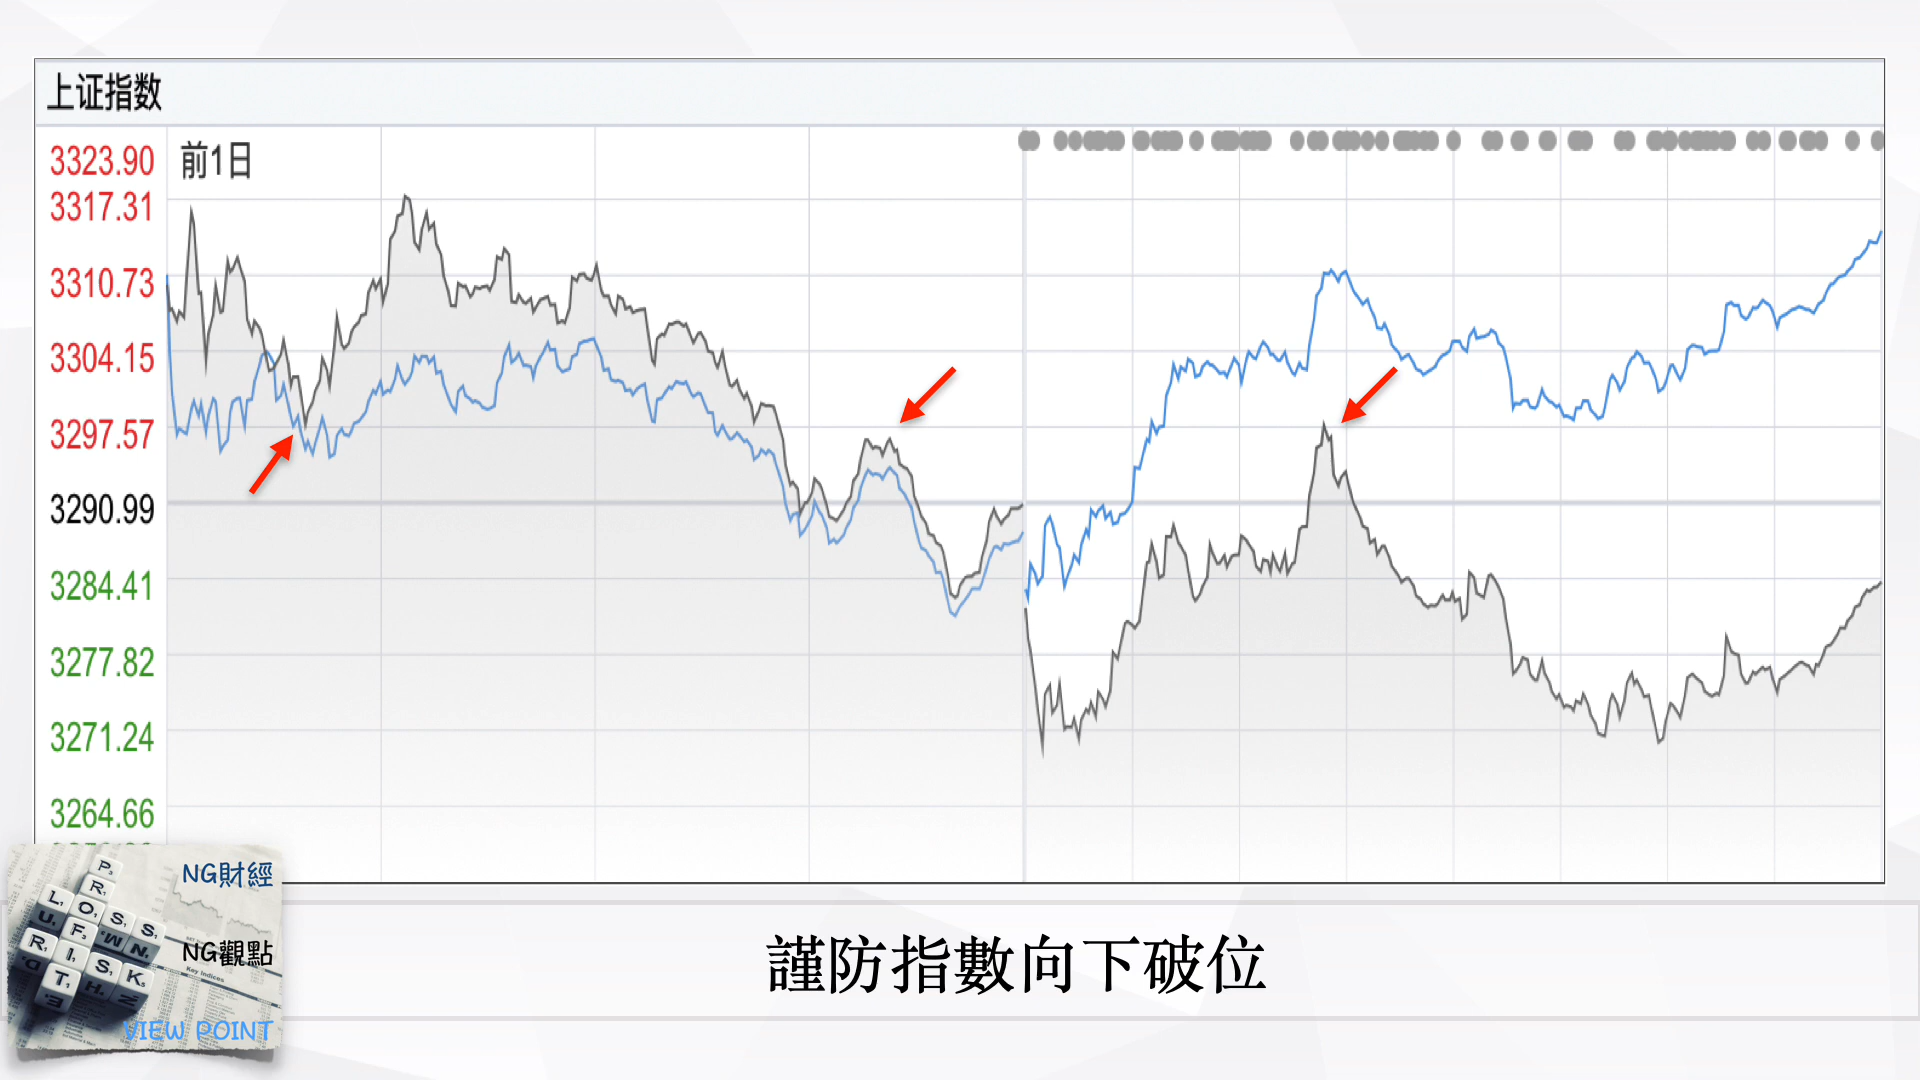 上证指数
前1日
3323.90
3317.31
3310.73
3304.15
3297.57
3290.99
3284.41
3277.82
3271.24
3264.66
NG財經
NG觀點
VIEW POINT
Key Indices
謹防指數向下破位